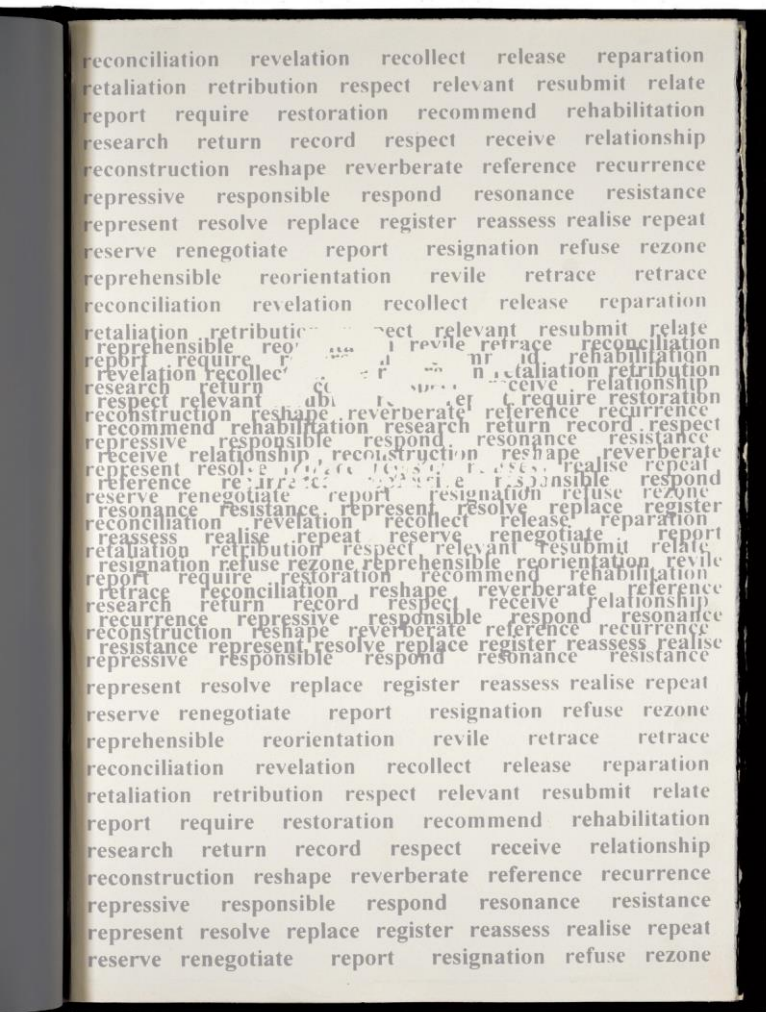 reconciliation revelation recollect release reparation
retaliation retribution respect relevant resubmit relate
report require restoration recommend rehabilitation
research return record respect receive relationship
reconstruction reshape reverberate reference recurrence
repressive responsible respond resonance resistance
represent resolve replace register reassess realise repeat
reserve renegotiate report resignation refuse rezone
reprehensible reorientation revile retrace retrace
reconciliation revelation recollect release reparation
retaliation relevant resubmit relate
reprehensible revile retrace reconciliation
report require rehabilitation
revelation retribution
research return relationship
respect relevant require restoration
reconstruction reshape reverberate reference recurrence
recommend rehabilitation research return record respect
repressive responsible respond resonance resistance
receive relationship reconstruction reshape reverberate
represent realise repeat
reference respond
reserve renegotiate report resignation refuse rezone
resonance resistance represent resolve replace register
reconciliation revelation recollect release reparation
reassess realise repeat reserve renegotiate report
retaliation retribution respect relevant resubmit relate
resignation refuse rezone reprehensible reorientation revile
report require restoration recommend rehabilitation
retrace reconciliation reshape reverberate reference
research return record respect receive relationship
recurrence repressive responsible respond resonance
reconstruction reshape reverberate reference recurrence
resistance represent resolve replace register reassess realise
repressive responsible respond resonance resistance
represent resolve replace register reassess realise repeat
reserve renegotiate report resignation refuse rezone
reprehensible reorientation revile retrace retrace
reconciliation revelation recollect release reparation
retaliation retribution respect relevant resubmit relate
report require restoration recommend rehabilitation
research return record respect receive relationship
reconstruction reshape reverberate reference recurrence
repressive responsible respond resonance resistance
represent resolve replace register reassess realise repeat
reserve renegotiate report resignation refuse rezone